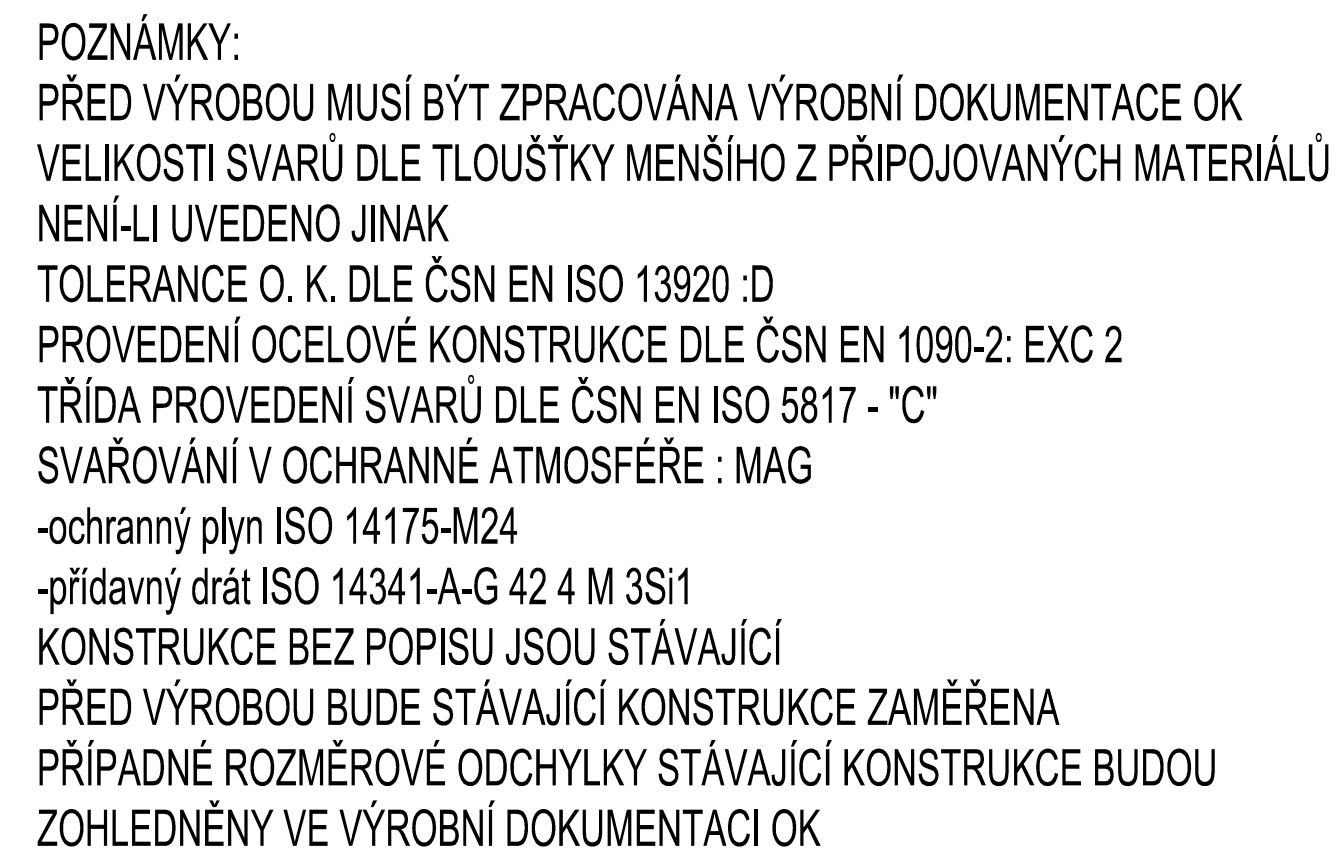 POZNÁMKY:
PŘED VÝROBOU MUSÍ BÝT ZPRACOVÁNA VÝROBNÍ DOKUMENTACE OK
VELIKOSTI SVARŮ DLE TLOUŠŤKY MENŠÍHO Z PŘIPOJOVANÝCH MATERIÁLŮ
NENÍ-LI UVEDENO JINAK
TOLERANCE O. K. DLE ČSN EN ISO 13920 :D
PROVEDENÍ OCELOVÉ KONSTRUKCE DLE ČSN EN 1090-2: EXC 2
TŘÍDA PROVEDENÍ SVARŮ DLE ČSN EN ISO 5817 - "C"
SVAŘOVÁNÍ V OCHRANNÉ ATMOSFÉŘE : MAG
-ochranný plyn ISO 14175-M24
-přídavný drát ISO 14341-A-G 42 4 M 3Si1
KONSTRUKCE BEZ POPISU JSOU STÁVAJÍCÍ
PŘED VÝROBOU BUDE STÁVAJÍCÍ KONSTRUKCE ZAMĚŘENA
PŘÍPADNÉ ROZMĚROVÉ ODCHYLKY STÁVAJÍCÍ KONSTRUKCE BUDOU
ZOHLEDNĚNY VE VÝROBNÍ DOKUMENTACI OK